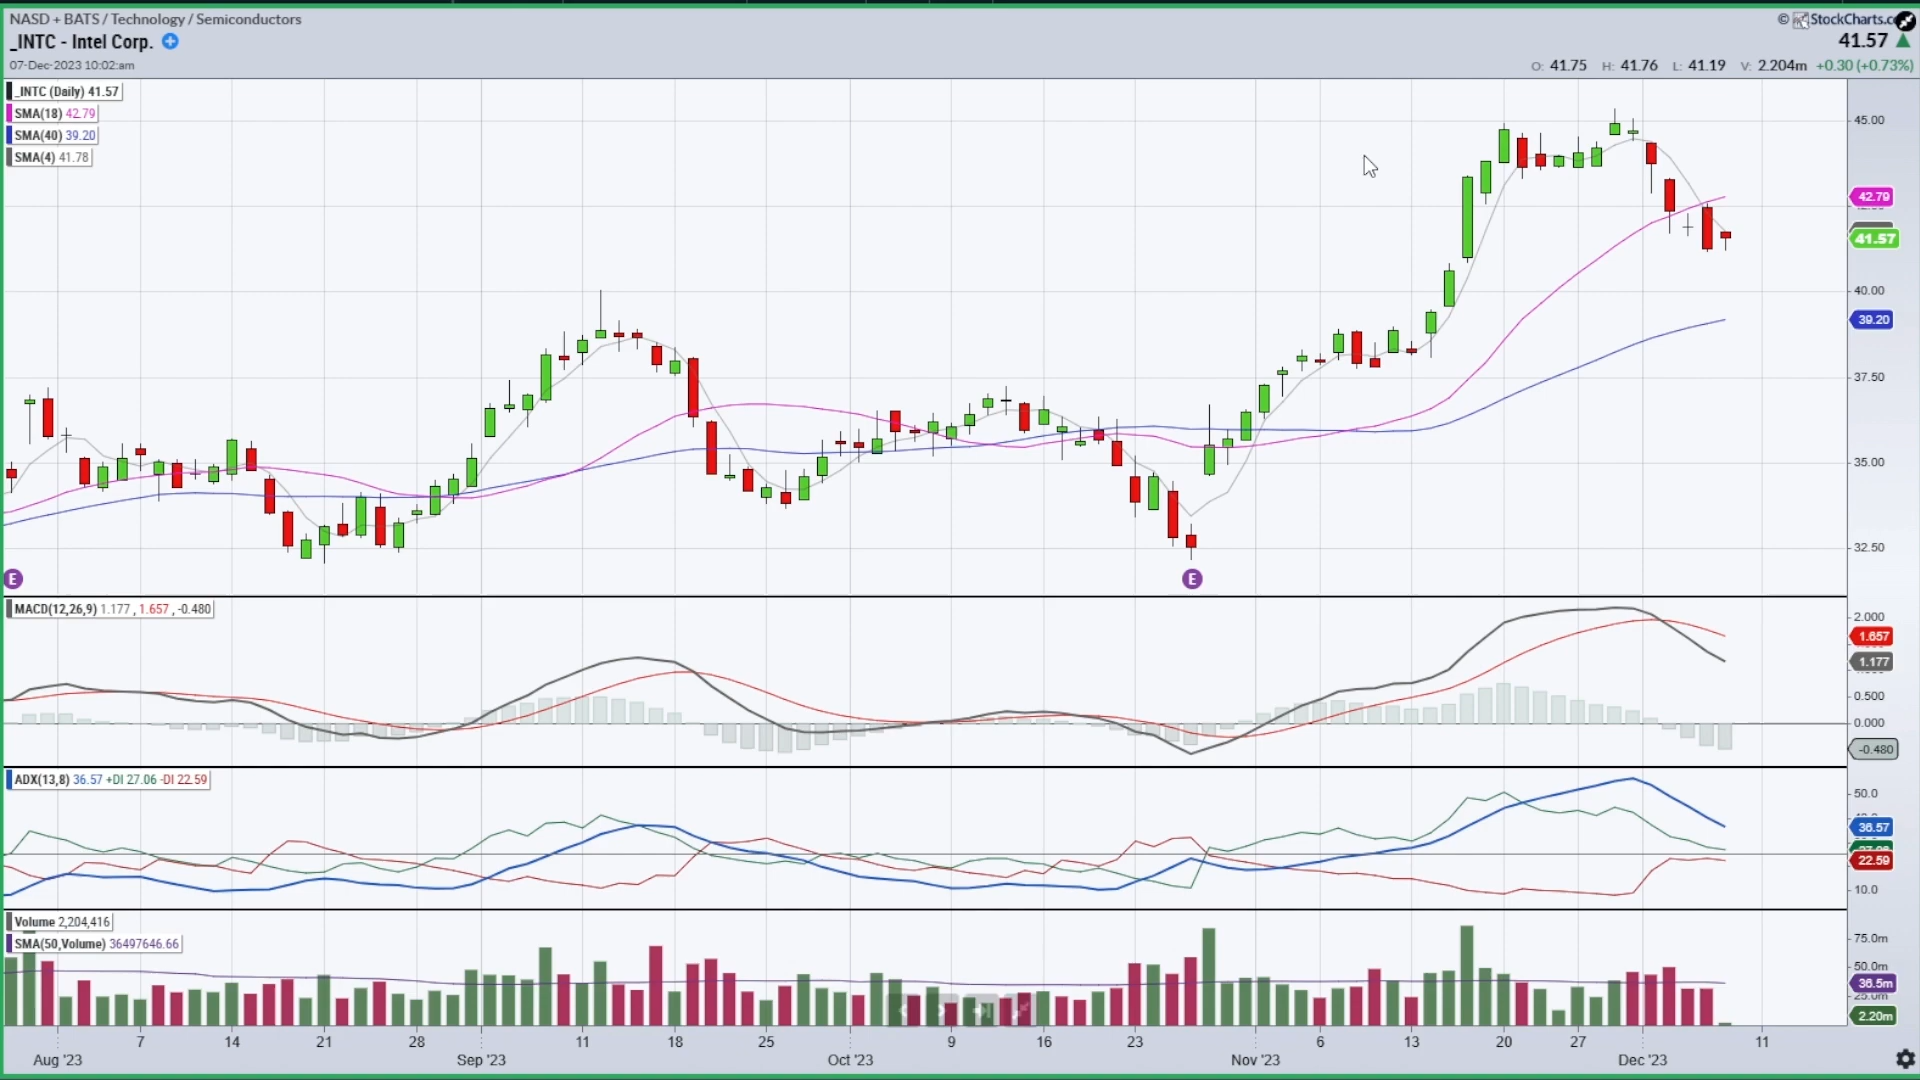 NASD + BATS / Technology / Semiconductors
© StockCharts.c
_INTC - Intel Corp.
41.57
07-Dec-2023 10:02:am
O: 41.75 H: 41.76 L: 41.19 V: 2.204m +0.30 (+0.73%)
_INTC (Daily) 41.57
SMA(18) 42.79
SMA(40) 39.20
SMA(4) 41.78
45.00
42.79
41.57
40.00
39.20
37.50
35.00
32.50
E
E
MACD(12,26,9) 1.177, 1.657, -0.480
2.000
1.657
1.177
0.500
0.000
-0.480
ADX(13,8) 36.57 +DI 27.06 -DI 22.59
50.0
36.57
22.59
10.0
Volume 2,204,416
SMA(50,Volume) 36497646.66
75.0m
50.0m
36.5m
25.0m
2.20m
7 14 21 28 11 18 25 9 16 23 6 13 20 27 11
Aug '23 Sep '23 Oct '23 Nov '23 Dec '23